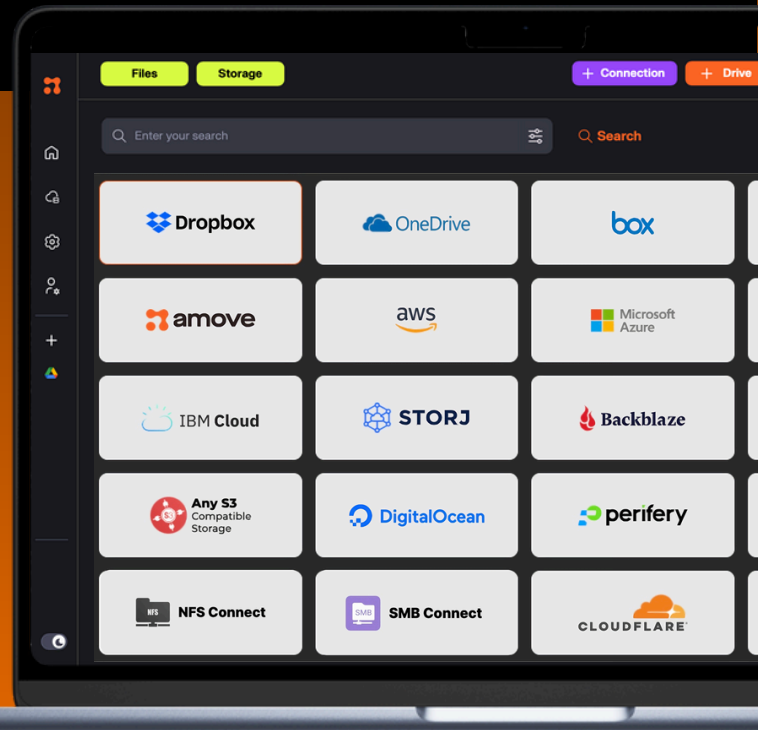 Files
Storage
+ Connection
+ Drive
Enter your search
Search
Dropbox
OneDrive
box
amove
aws
Microsoft
Azure
IBM Cloud
STORJ
Backblaze
S3
Any S3
Compatible
Storage
DigitalOcean
perifery
NFS
NFS Connect
SMB
SMB Connect
CLOUDFLARE